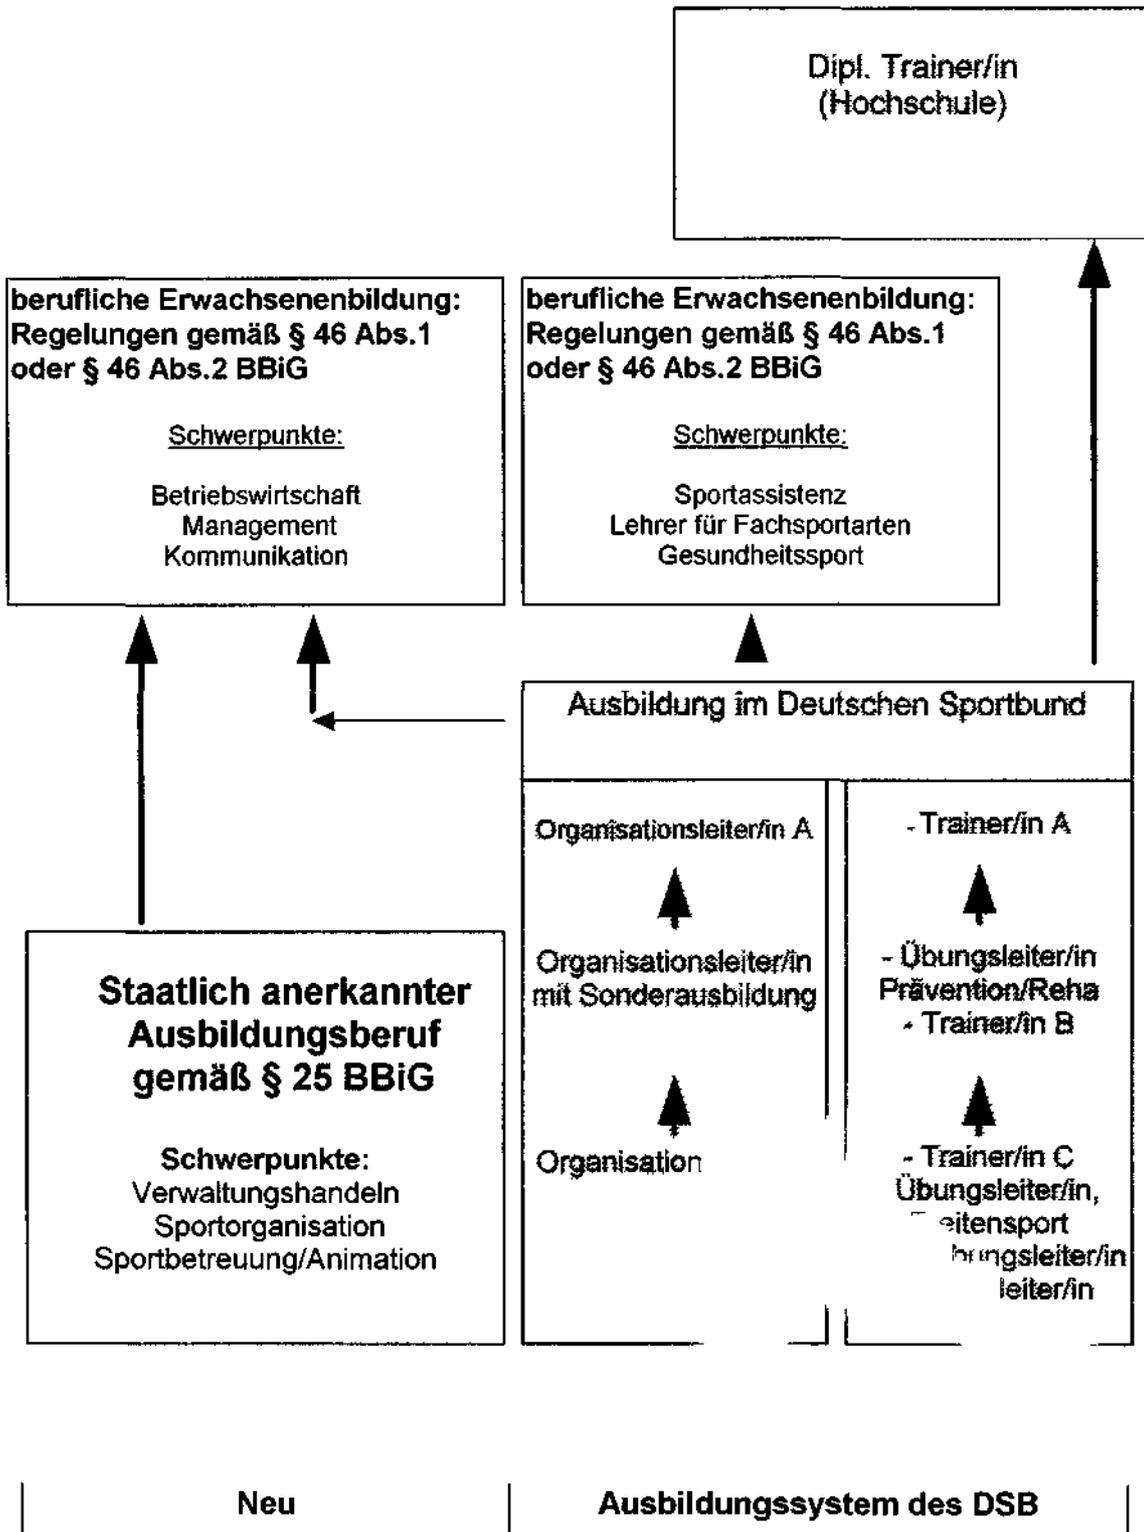 Dipl. Trainer/in
(Hochschule)
berufliche Erwachsenenbildung:
Regelungen gemäß § 46 Abs.1
oder § 46 Abs.2 BBiG
Schwerpunkte:
Betriebswirtschaft
Management
Kommunikation
berufliche Erwachsenenbildung:
Regelungen gemäß § 46 Abs.1
oder § 46 Abs.2 BBiG
Schwerpunkte:
Sportassistenz
Lehrer für Fachsportarten
Gesundheitssport
Ausbildung im Deutschen Sportbund
Organisationsleiter/in A
Organisationsleiter/in
mit Sonderausbildung
Organisation
- Trainer/in A
- Übungsleiter/in
Prävention/Reha
- Trainer/in B
- Trainer/in C
Übungsleiter/in,
eitensport
bungsleiter/in
leiter/in
Staatlich anerkannter
Ausbildungsberuf
gemäß § 25 BBiG
Schwerpunkte:
Verwaltungshandeln
Sportorganisation
Sportbetreuung/Animation
Neu
Ausbildungssystem des DSB